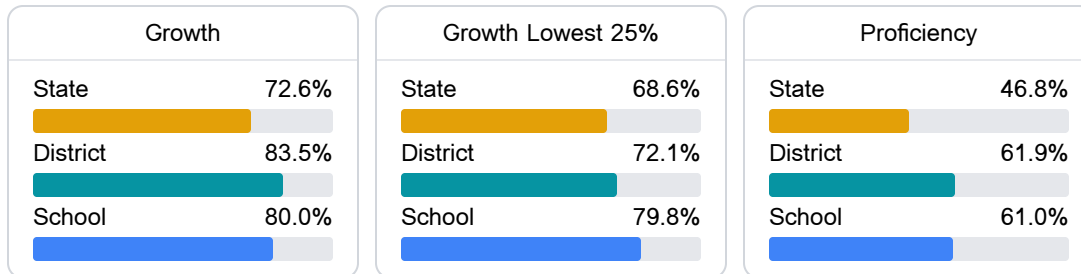 Growth
State 72.6%
District 83.5%
School 80.0%
Growth Lowest 25%
State 68.6%
District 72.1%
School 79.8%
Proficiency
State 46.8%
District 61.9%
School 61.0%